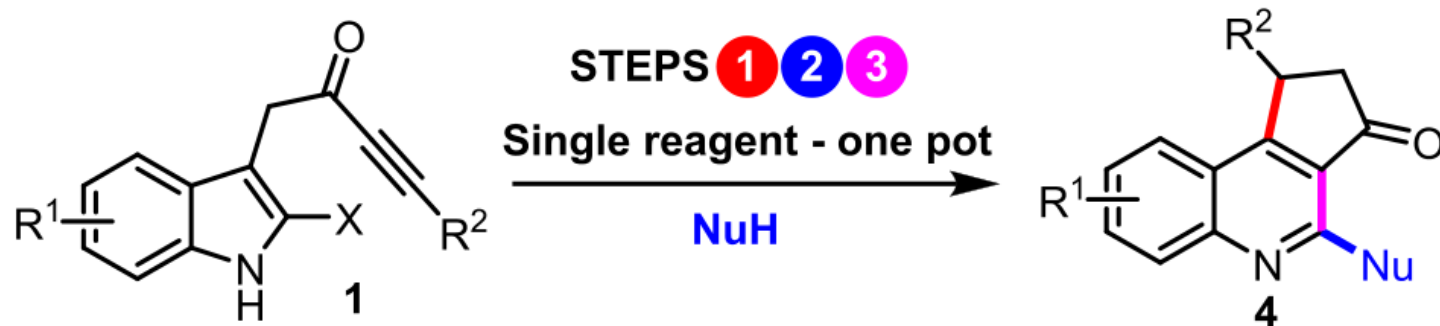 O
R¹
N
H
X
R²
1
STEPS 1 2 3
Single reagent - one pot
NuH
R²
O
R¹
N
Nu
4